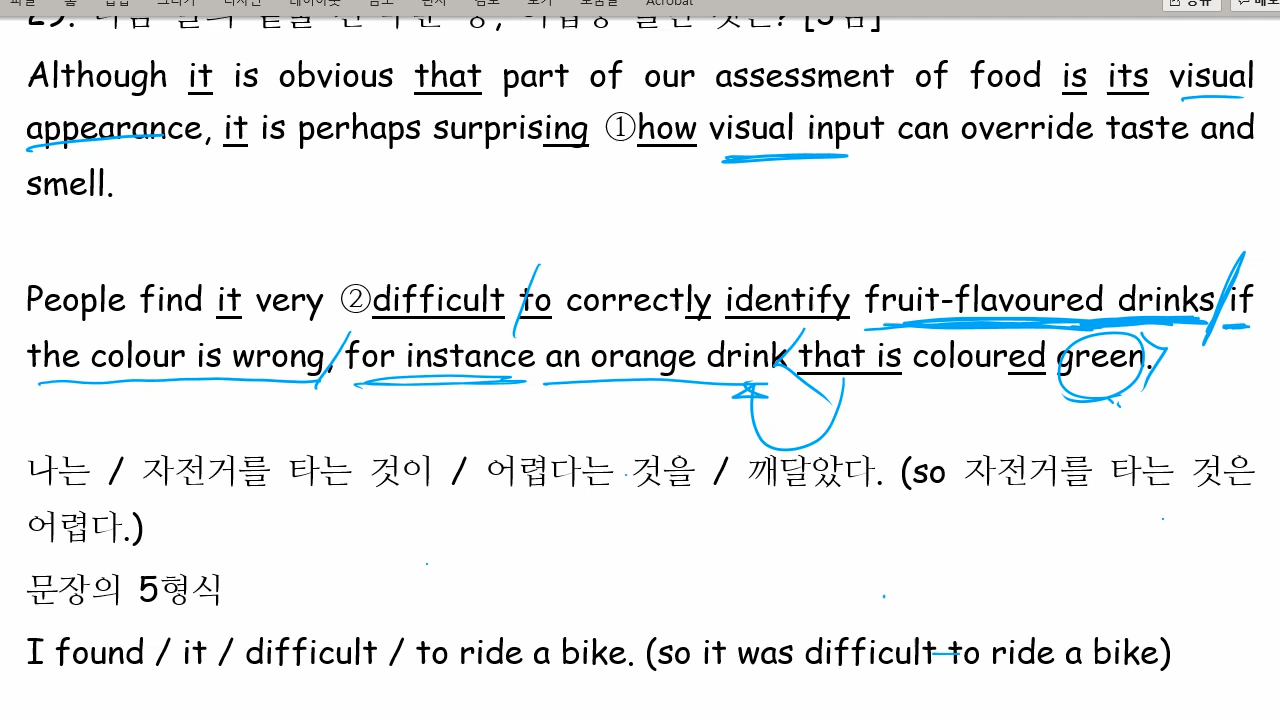 Acrobat
Although it is obvious that part of our assessment of food is its visual
appearance, it is perhaps surprising ①how visual input can override taste and
smell.
People find it very ②difficult to correctly identify fruit-flavoured drinks if
the colour is wrong, for instance an orange drink that is coloured green.
나는 / 자전거를 타는 것이 / 어렵다는 것을 / 깨달았다. (so 자전거를 타는 것은
어렵다.)
문장의 5형식
I found / it / difficult / to ride a bike. (so it was difficult to ride a bike)